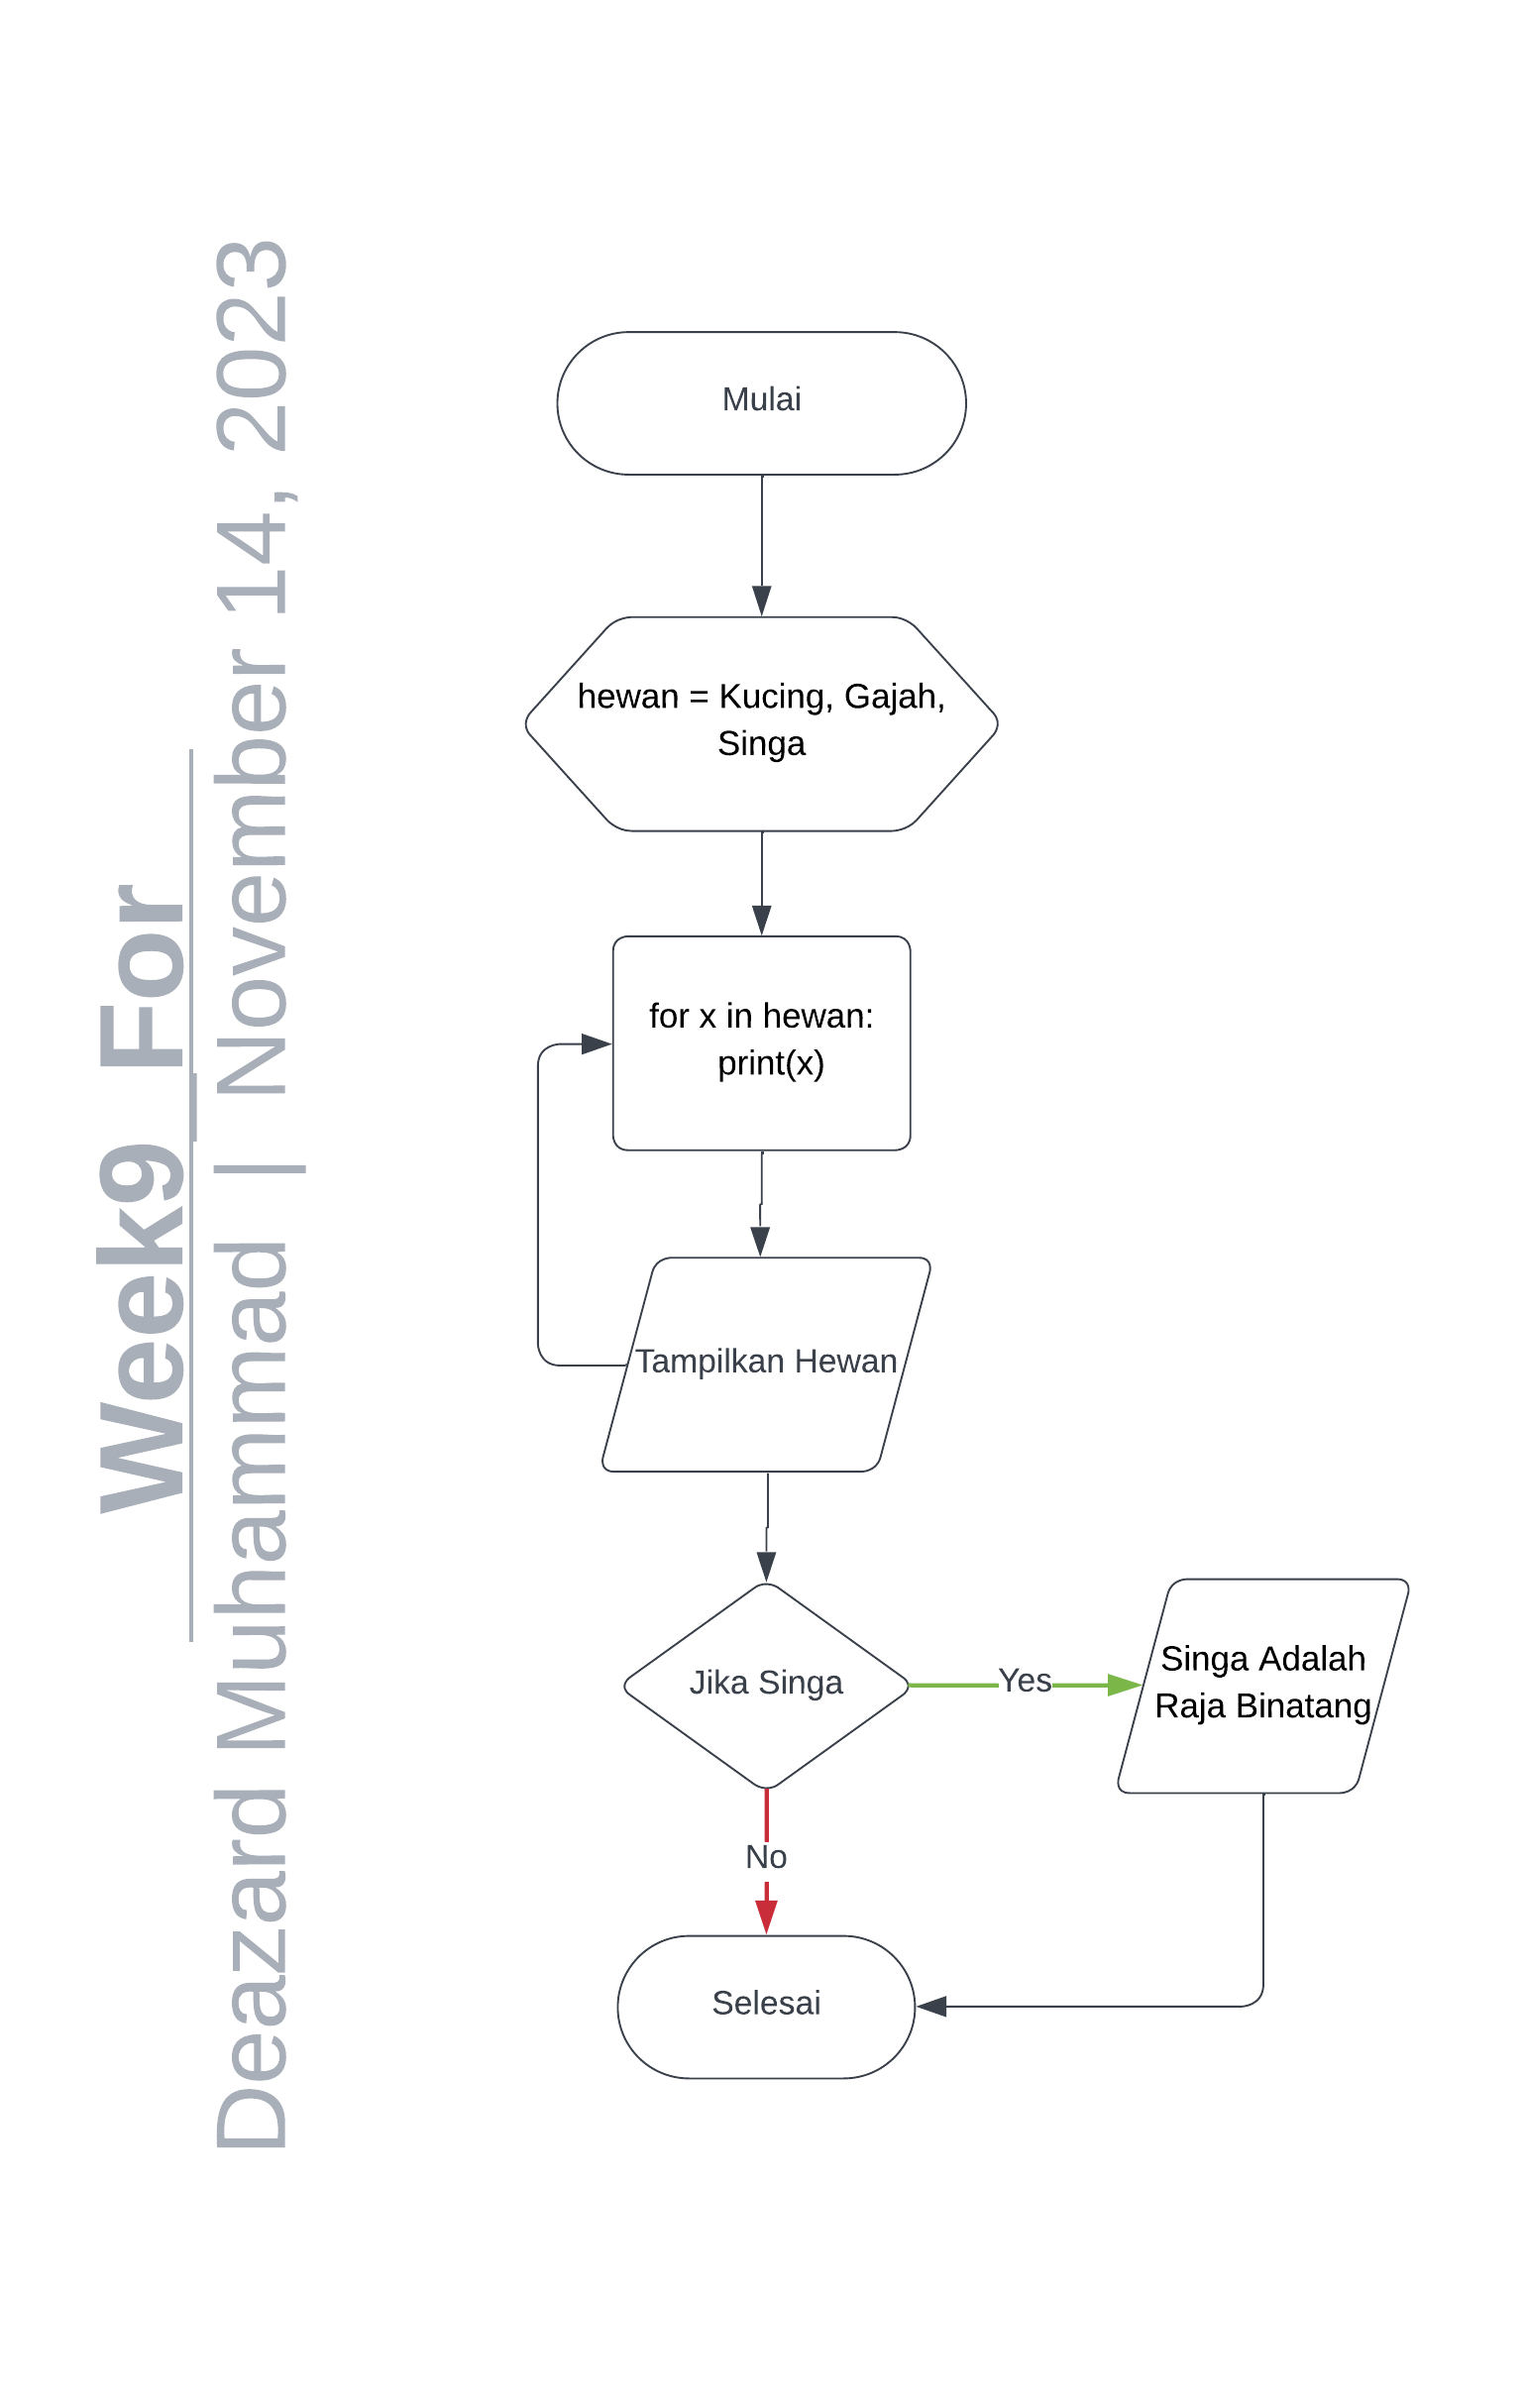 Week9_For
Deazard Muhammad | November 14, 2023
Mulai
hewan = Kucing, Gajah,
Singa
for x in hewan:
print(x)
Tampilkan Hewan
Jika Singa
Yes
Singa Adalah
Raja Binatang
No
Selesai